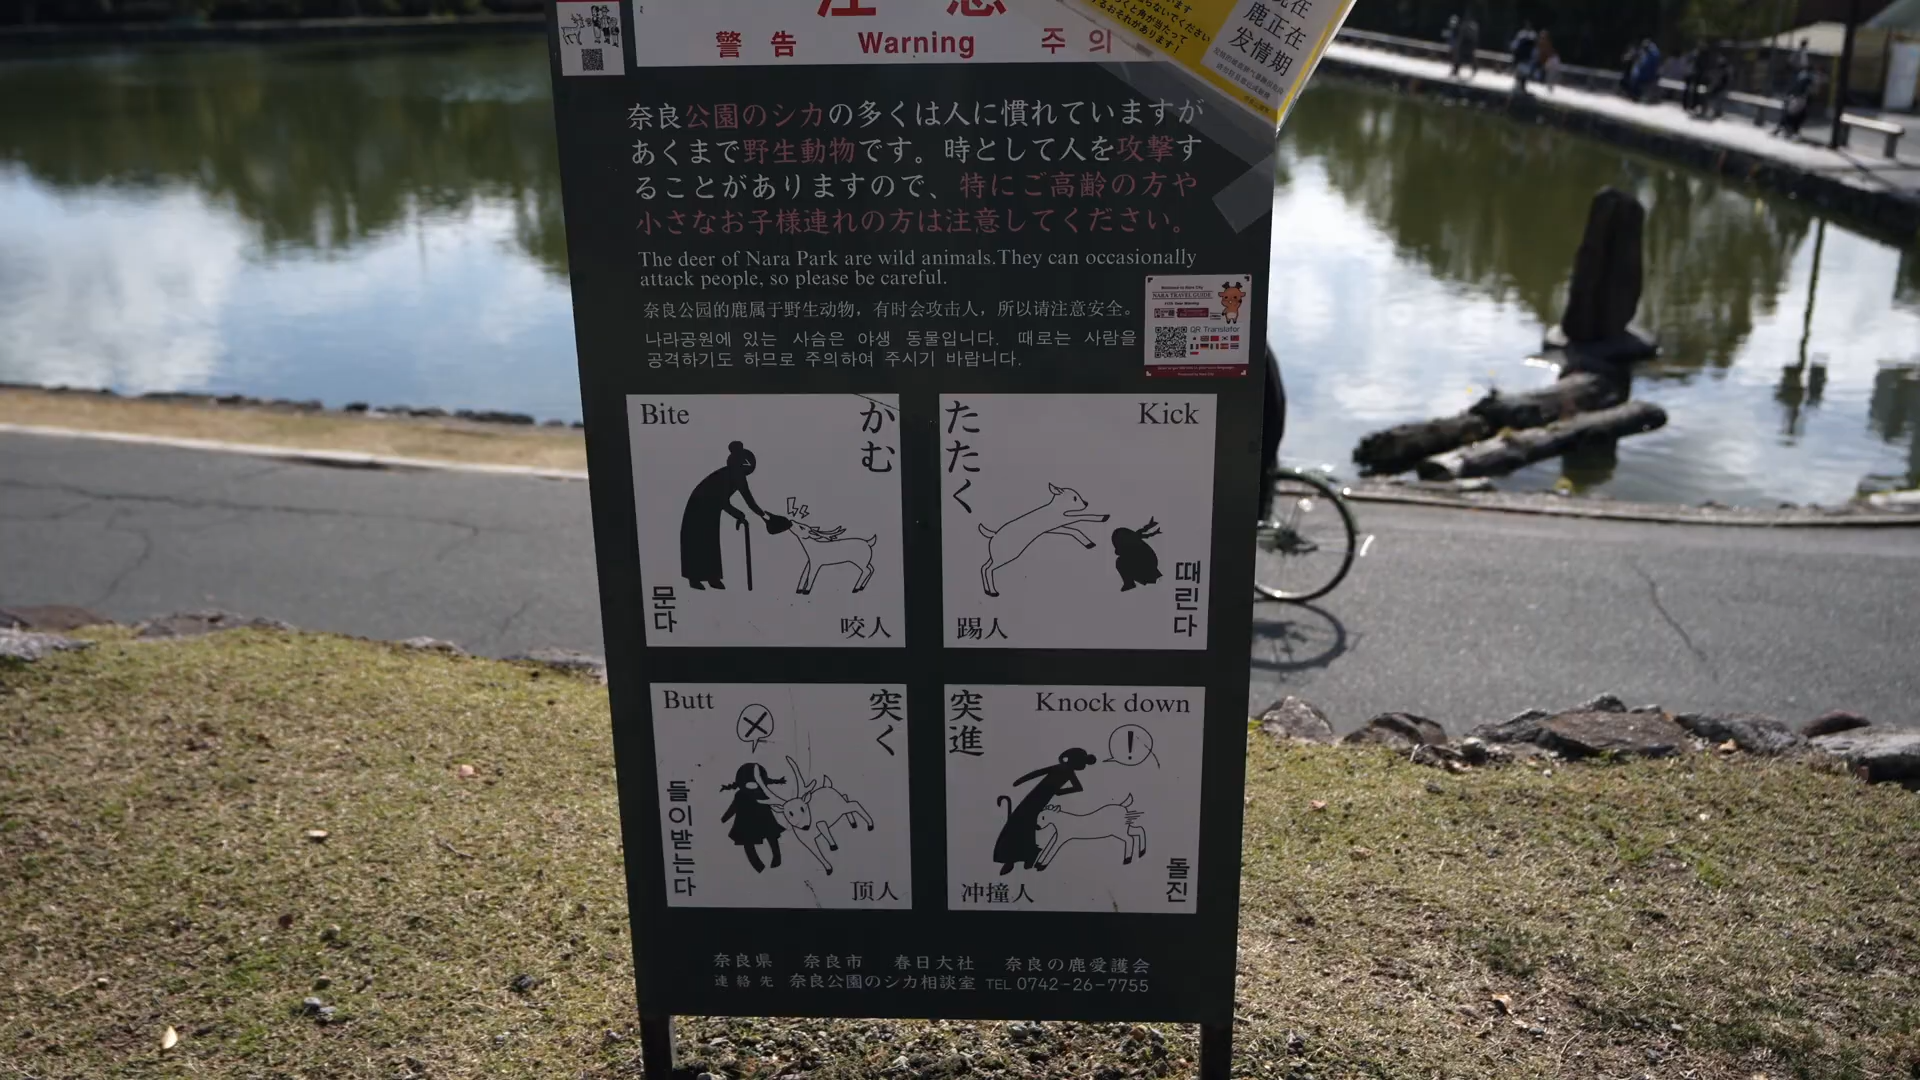 注意
警告 Warning 주의
鹿正在
发情期
奈良公園のシカの多くは人に慣れていますが
あくまで野生動物です。時として人を攻撃す
ることがありますので、特にご高齢の方や
小さなお子様連れの方は注意してください。
The deer of Nara Park are wild animals.They can occasionally
attack people, so please be careful.
奈良公园的鹿属于野生动物，有时会攻击人，所以请注意安全。
나라공원에 있는 사슴은 야생 동물입니다. 때로는 사람을
공격하기도 하므로 주의하여 주시기 바랍니다.
NARA TRAVEL GUIDE
QR Translator
Bite
かむ
문다
咬人
たたく
Kick
때린다
踢人
Butt
突く
들이받는다
顶人
突進
Knock down
!
돌진
冲撞人
奈良県 奈良市 春日大社 奈良の鹿愛護会
連絡先 奈良公園のシカ相談室 TEL 0742-26-7755